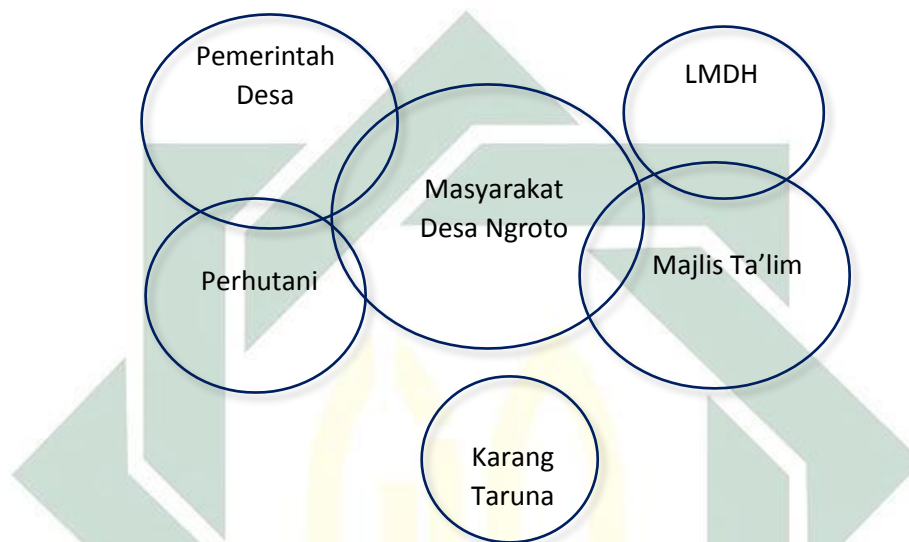 Pemerintah
Desa
LMDH
Masyarakat
Desa Ngroto
Perhutani
Majlis Ta’lim
Karang
Taruna